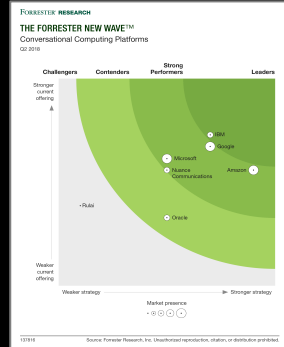 FORRESTER RESEARCH
THE FORRESTER NEW WAVE™
Conversational Computing Platforms
Q2 2018
Challengers Contenders Strong Performers Leaders
Stronger
current
offering
IBM
Google
Microsoft
Nuance
Communications
Amazon
Rulai
Oracle
Weaker
current
offering
Weaker strategy Stronger strategy
Market presence
137816 Source: Forrester Research, Inc. Unauthorized reproduction, citation, or distribution prohibited.